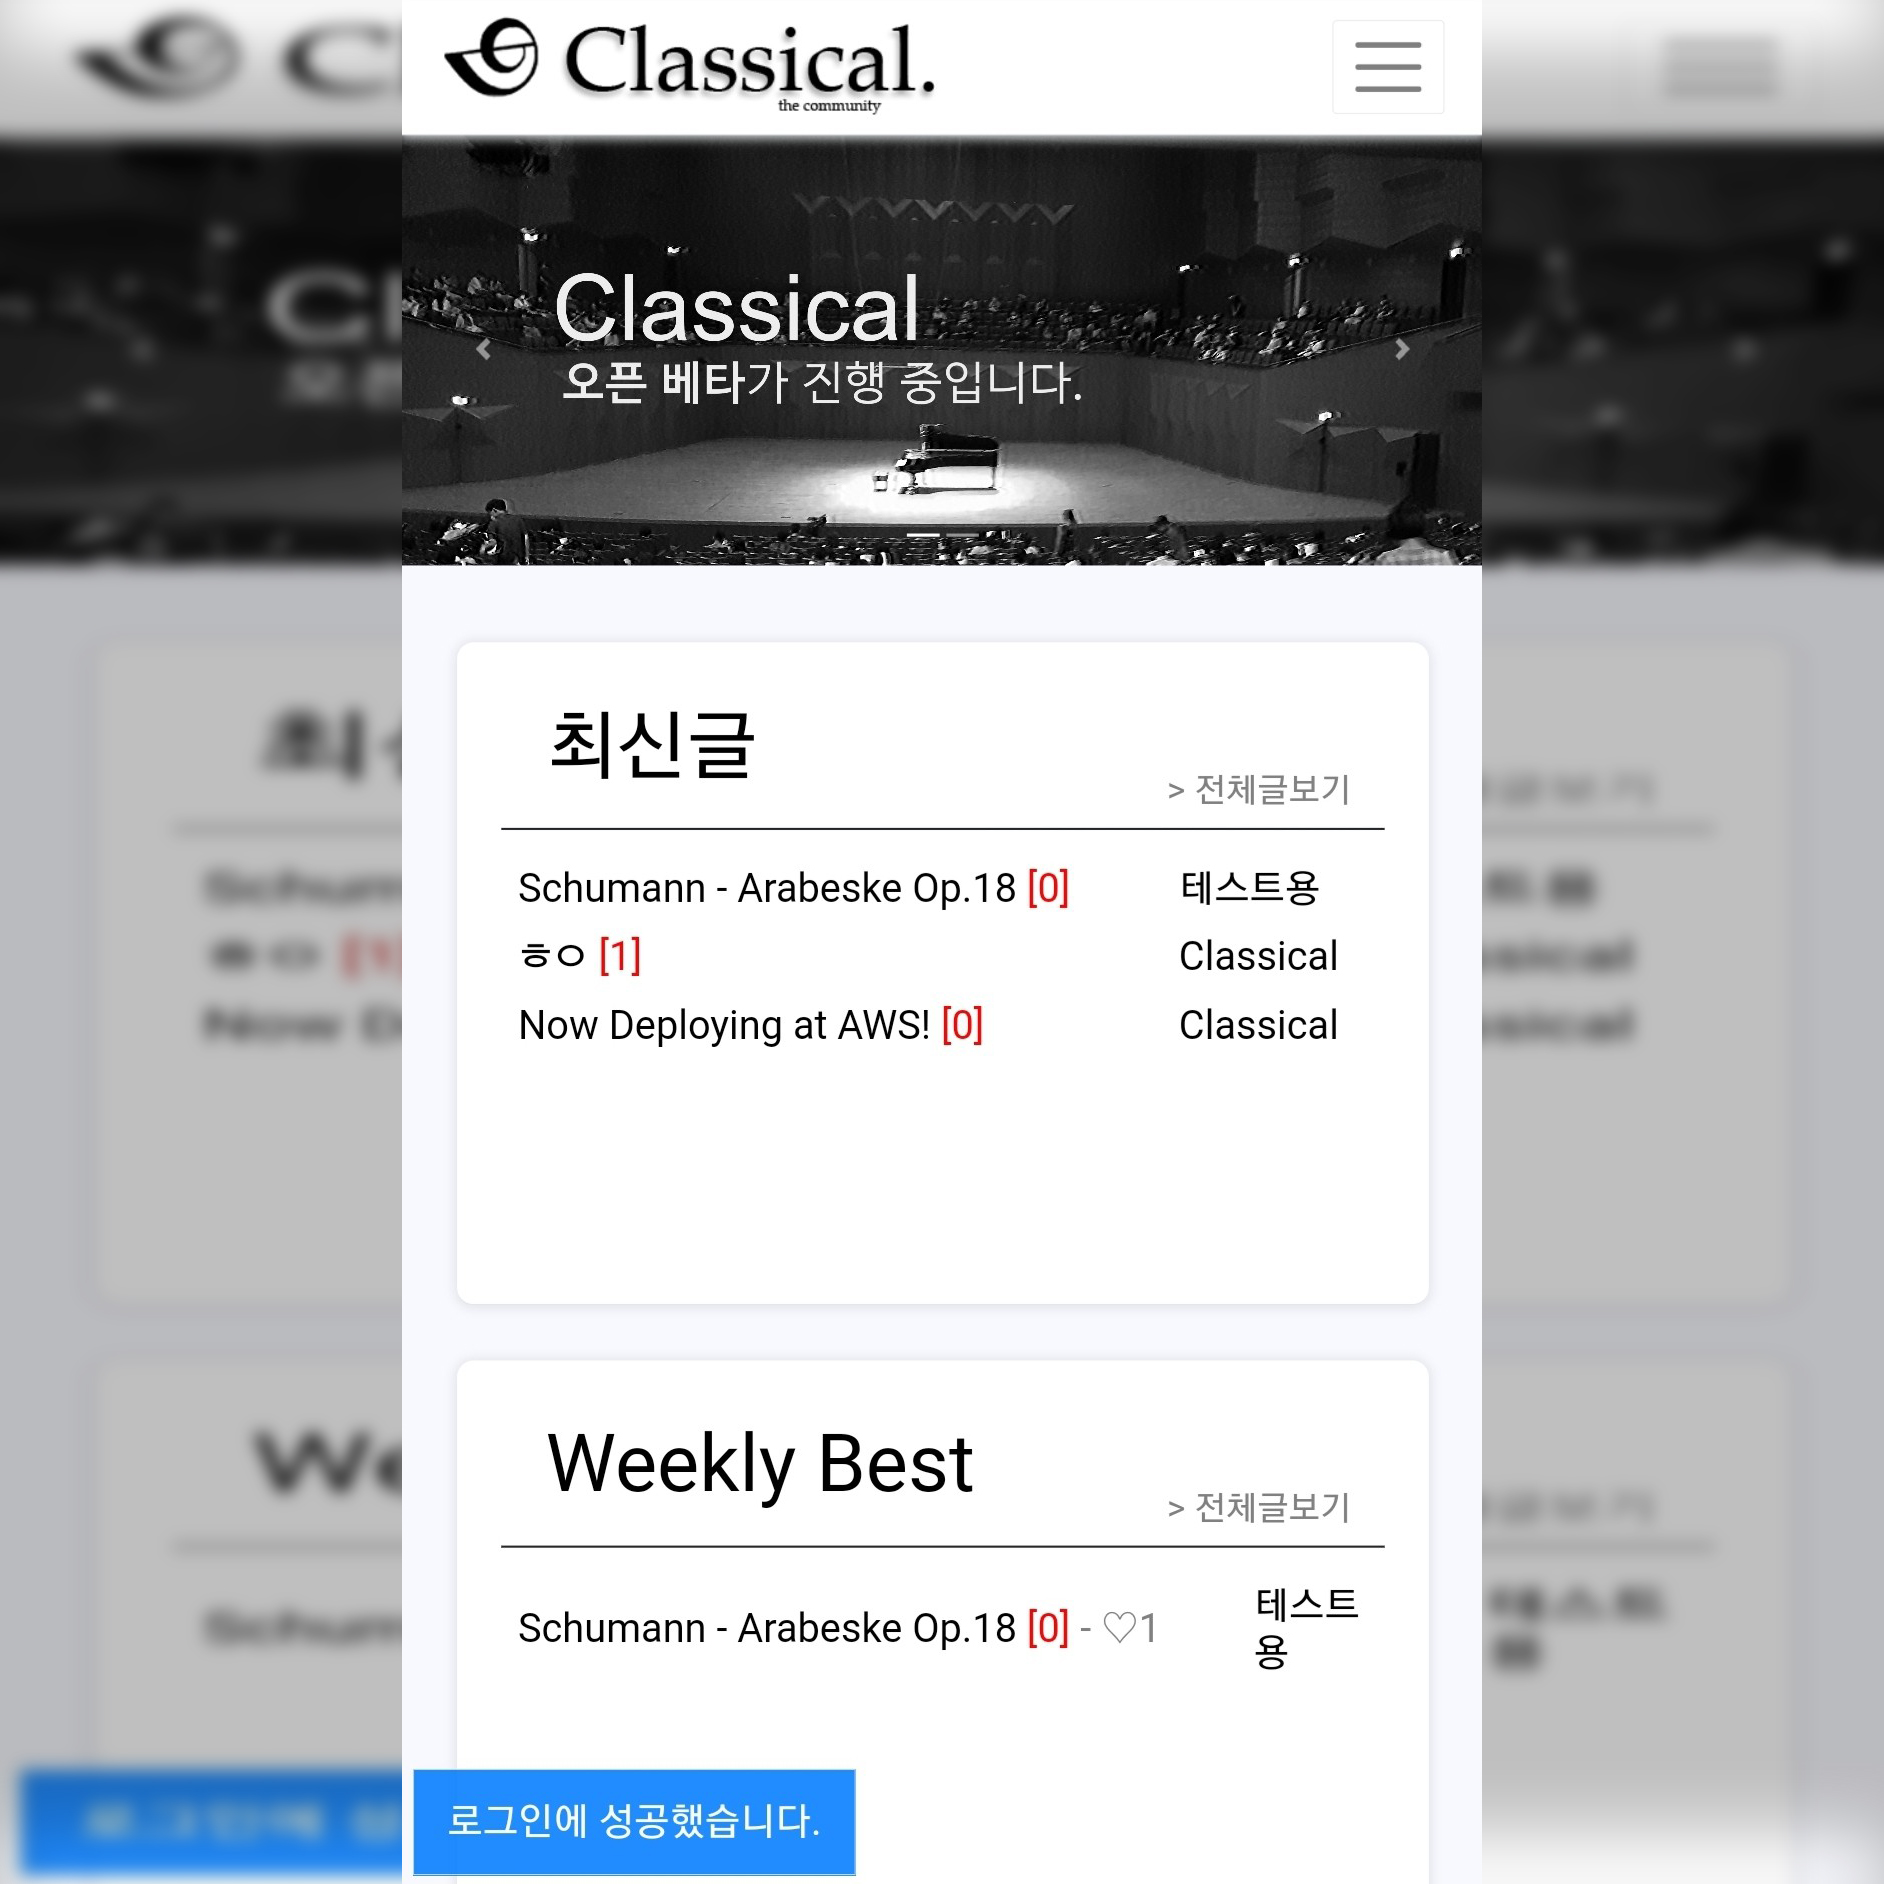 Classical.
the community
Classical
오픈 베타가 진행 중입니다.
최신글
> 전체글보기
Schumann - Arabeske Op.18 [0] 테스트용
ㅎㅇ [1] Classical
Now Deploying at AWS! [0] Classical
Weekly Best
> 전체글보기
Schumann - Arabeske Op.18 [0] - ♡1 테스트
용
로그인에 성공했습니다.